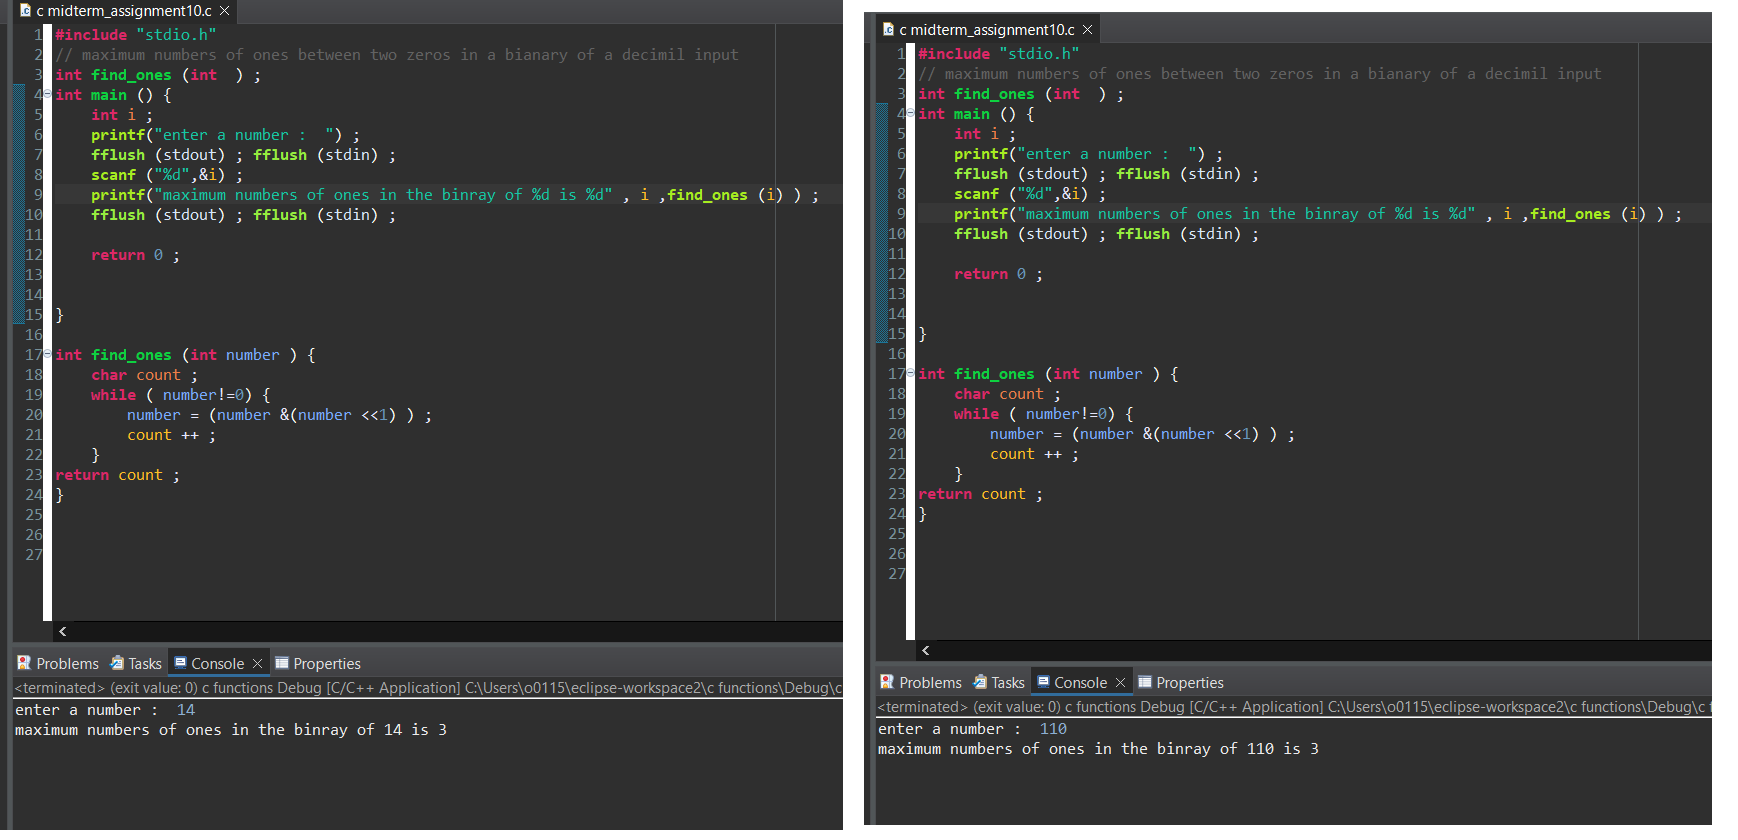 c midterm_assignment10.c
1 #include "stdio.h"
2 // maximum numbers of ones between two zeros in a bianary of a decimil input
3 int find_ones (int  ) ;
4 int main () {
5     int i ;
6     printf("enter a number :  ") ;
7     fflush (stdout) ; fflush (stdin) ;
8     scanf ("%d",&i) ;
9     printf("maximum numbers of ones in the binray of %d is %d" , i ,find_ones (i) ) ;
10     fflush (stdout) ; fflush (stdin) ;
11
12     return 0 ;
13
14
15 }
16
17 int find_ones (int number ) {
18     char count ;
19     while ( number!=0) {
20         number = (number &(number <<1) ) ;
21         count ++ ;
22     }
23 return count ;
24 }
25
26
27
Problems Tasks Console Properties
<terminated> (exit value: 0) c functions Debug [C/C++ Application] C:\Users\o0115\eclipse-workspace2\c functions\Debug\c
enter a number :  14
maximum numbers of ones in the binray of 14 is 3
c midterm_assignment10.c
1 #include "stdio.h"
2 // maximum numbers of ones between two zeros in a bianary of a decimil input
3 int find_ones (int  ) ;
4 int main () {
5     int i ;
6     printf("enter a number :  ") ;
7     fflush (stdout) ; fflush (stdin) ;
8     scanf ("%d",&i) ;
9     printf("maximum numbers of ones in the binray of %d is %d" , i ,find_ones (i) ) ;
10     fflush (stdout) ; fflush (stdin) ;
11
12     return 0 ;
13
14
15 }
16
17 int find_ones (int number ) {
18     char count ;
19     while ( number!=0) {
20         number = (number &(number <<1) ) ;
21         count ++ ;
22     }
23 return count ;
24 }
25
26
27
Problems Tasks Console Properties
<terminated> (exit value: 0) c functions Debug [C/C++ Application] C:\Users\o0115\eclipse-workspace2\c functions\Debug\c f
enter a number :  110
maximum numbers of ones in the binray of 110 is 3